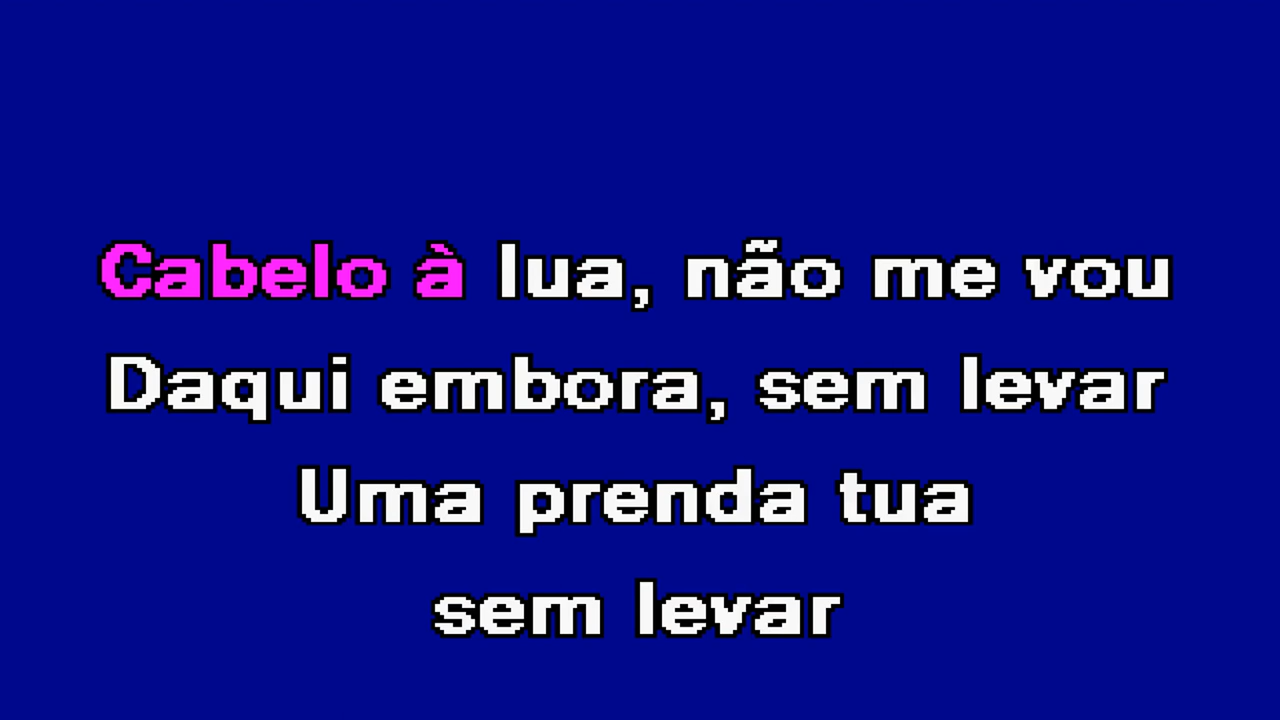 Cabelo à lua, não me vou
Daqui embora, sem levar
Uma prenda tua
sem levar